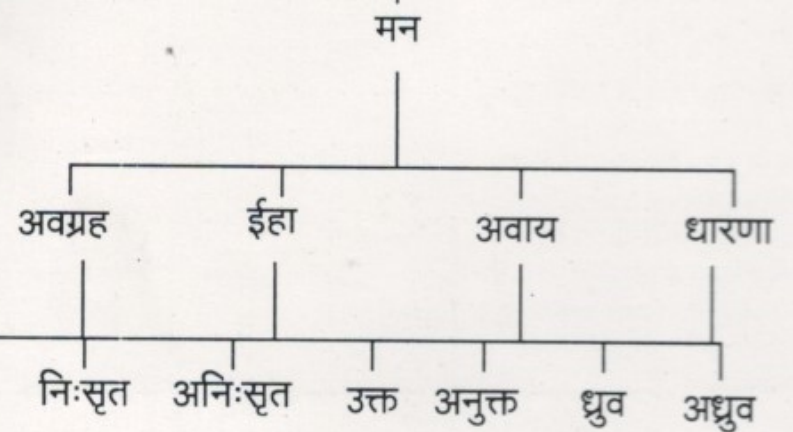 मन
अवग्रह ईहा अवाय धारणा
निःसृत अनिःसृत उक्त अनुक्त ध्रुव अध्रुव